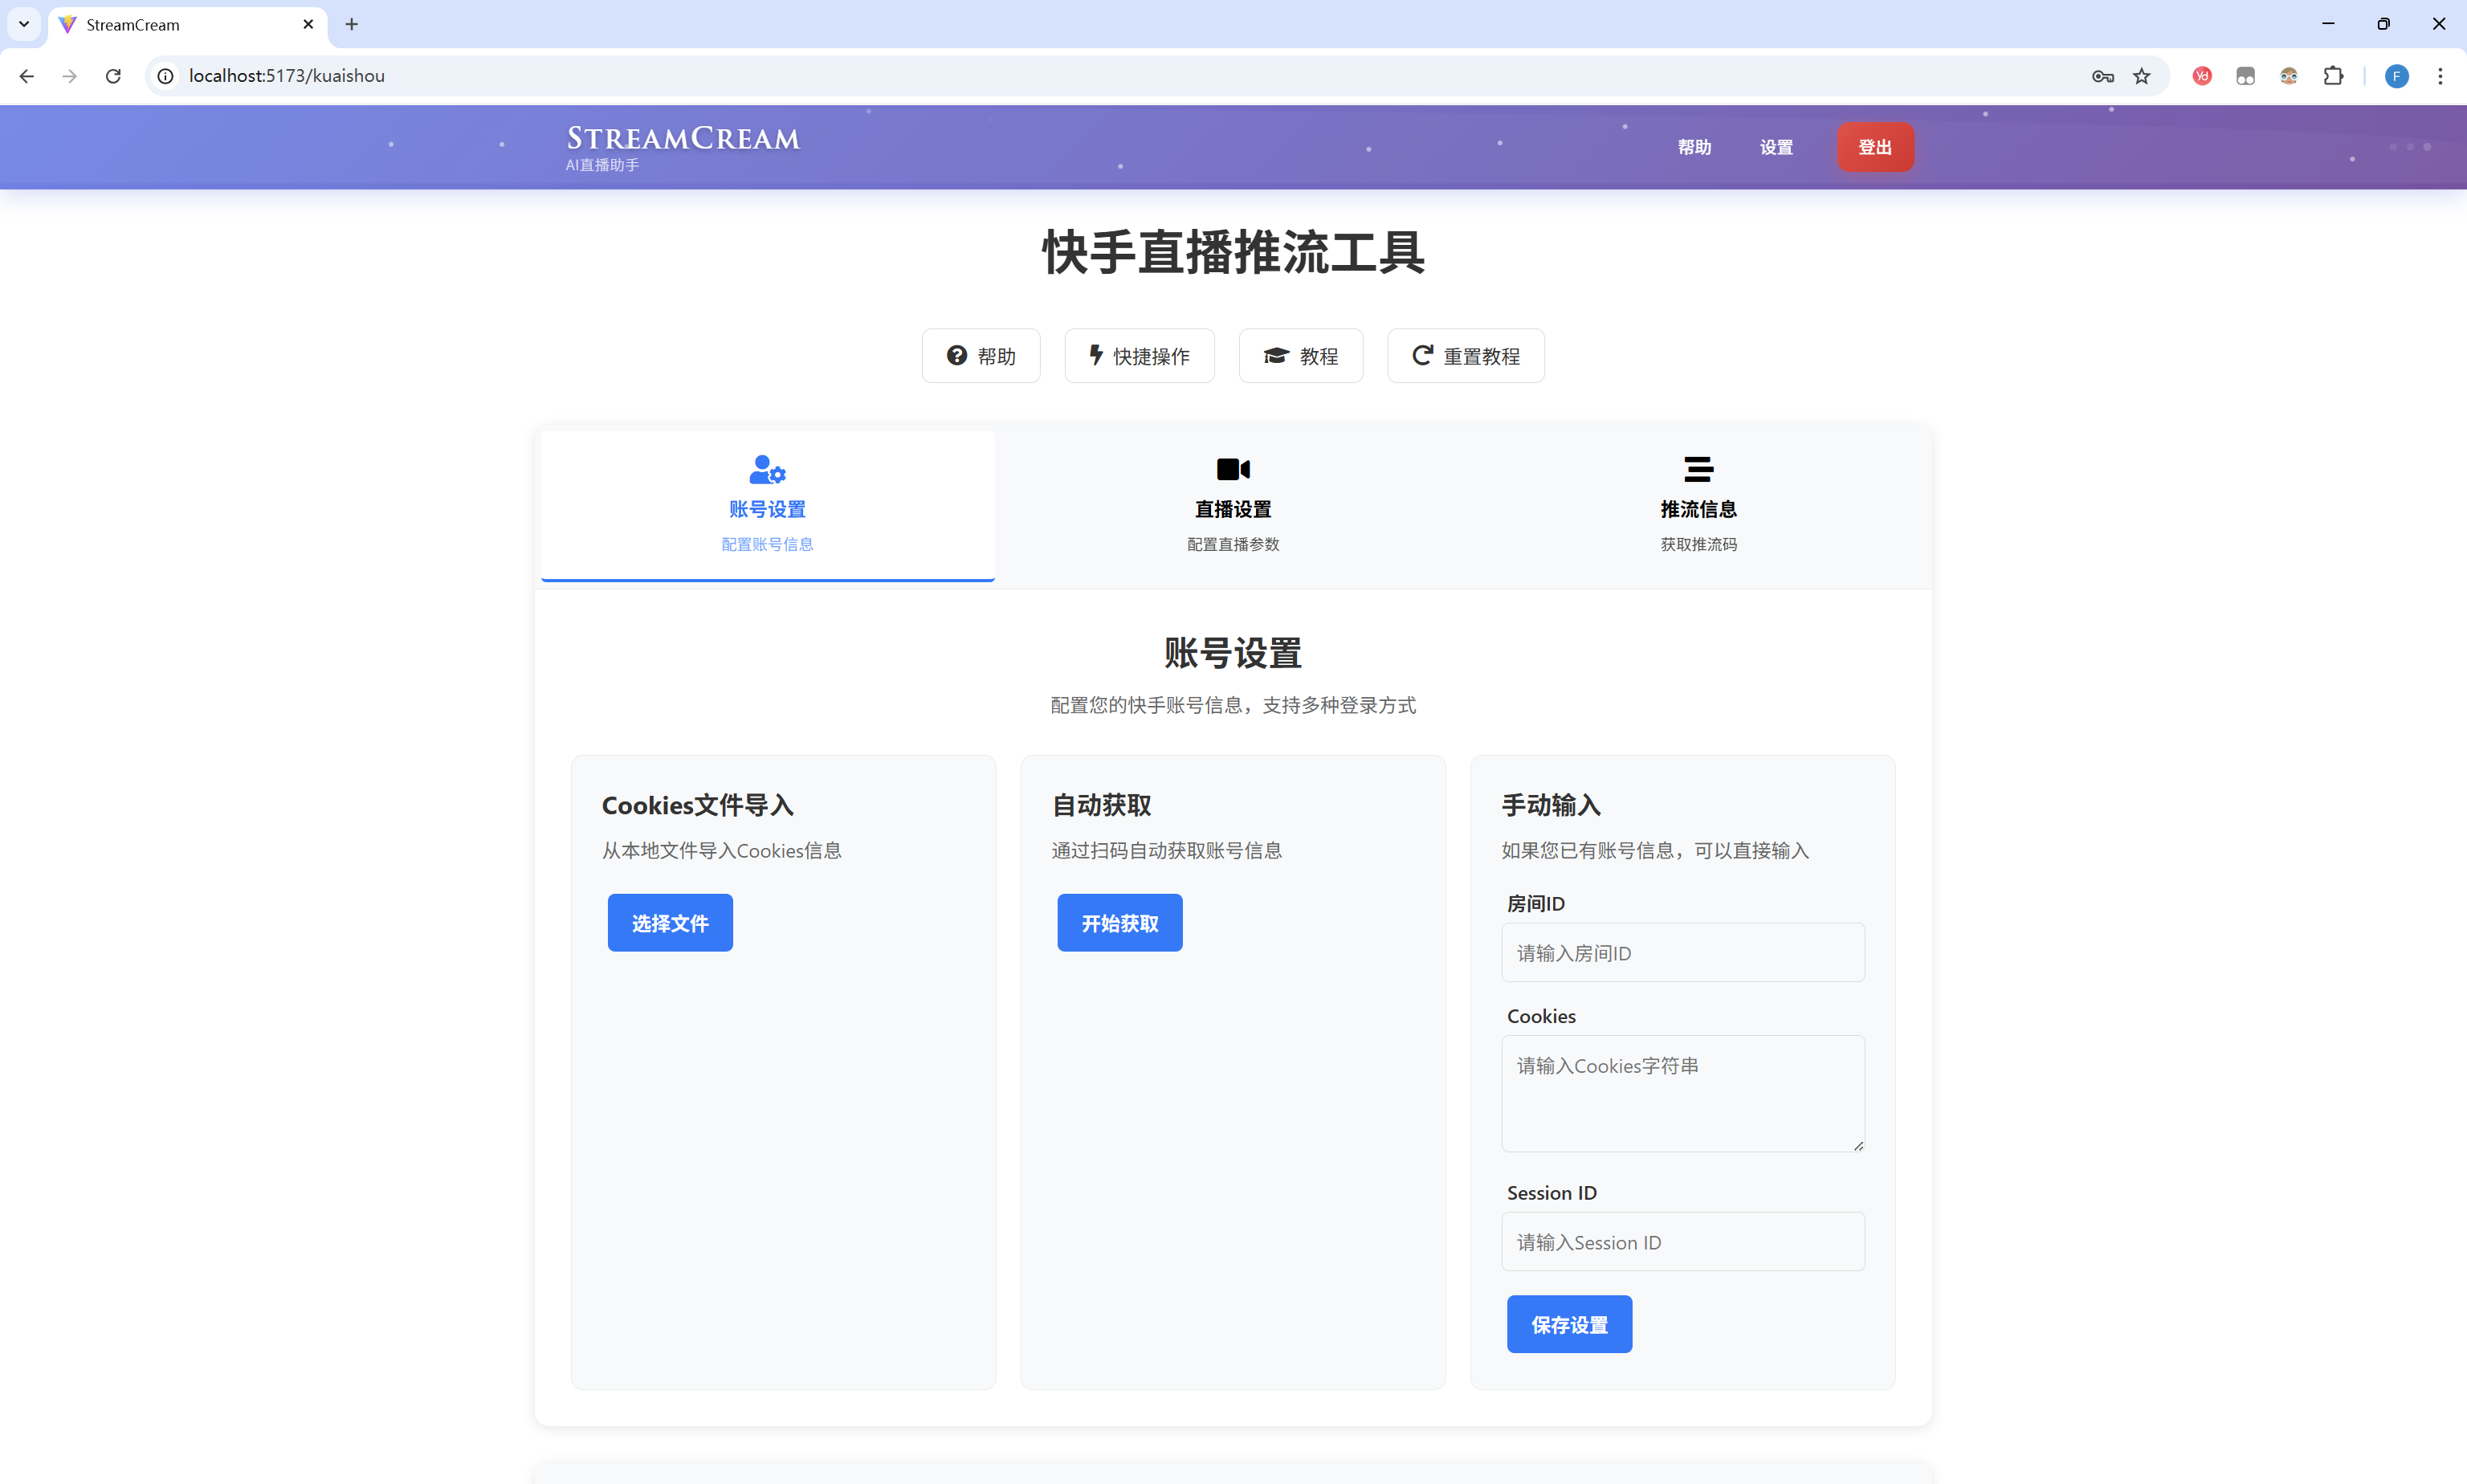 StreamCream
localhost:5173/kuaishou
Yd
F
STREAMCREAM
AI直播助手
帮助
设置
登出
快手直播推流工具
帮助
快捷操作
教程
重置教程
账号设置
配置账号信息
直播设置
配置直播参数
推流信息
获取推流码
账号设置
配置您的快手账号信息，支持多种登录方式
Cookies文件导入
从本地文件导入Cookies信息
选择文件
自动获取
通过扫码自动获取账号信息
开始获取
手动输入
如果您已有账号信息，可以直接输入
房间ID
请输入房间ID
Cookies
请输入Cookies字符串
Session ID
请输入Session ID
保存设置